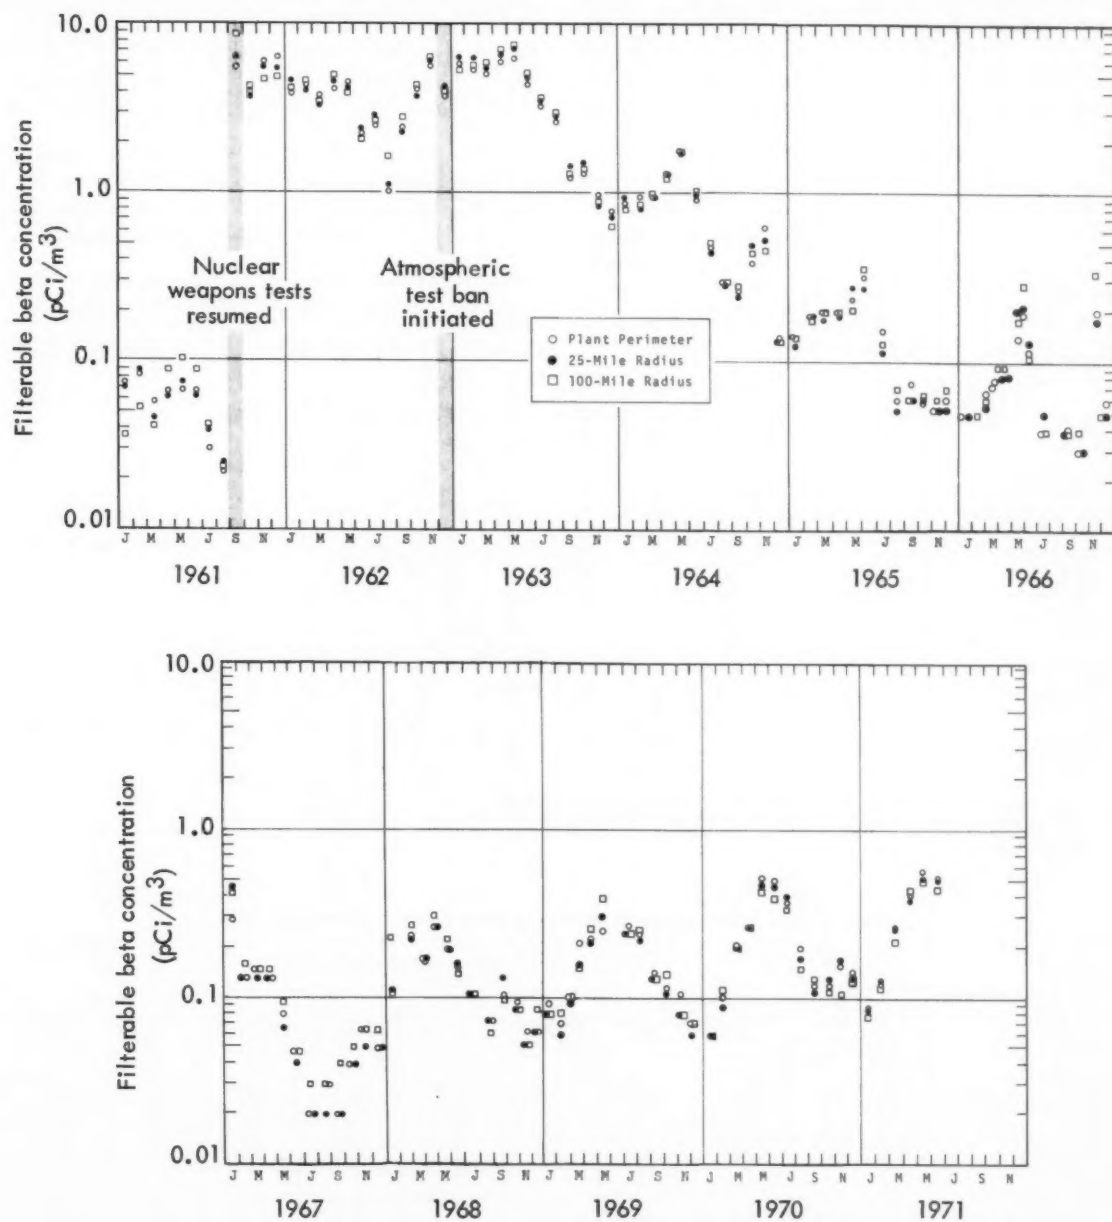 Filterable beta concentration
(pCi/m³)
10.0
1.0
0.1
0.01
Nuclear
weapons tests
resumed
Atmospheric
test ban
initiated
Plant Perimeter
25-Mile Radius
100-Mile Radius
J M M J S N J M M J S N J M M J S N J M M J S N J M M J S N J M M J S N
1961 1962 1963 1964 1965 1966
Filterable beta concentration
(pCi/m³)
10.0
1.0
0.1
0.01
J M M J S N J M M J S N J M M J S N J M M J S N J M M J S N
1967 1968 1969 1970 1971